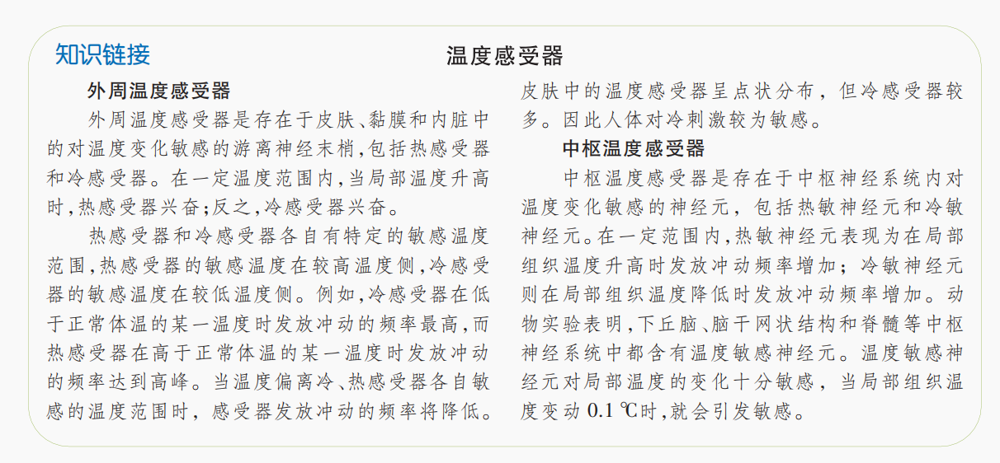 知识链接
温度感受器
外周温度感受器
外周温度感受器是存在于皮肤、黏膜和内脏中
的对温度变化敏感的游离神经末梢,包括热感受器
和冷感受器。在一定温度范围内,当局部温度升高
时,热感受器兴奋;反之,冷感受器兴奋。
热感受器和冷感受器各自有特定的敏感温度
范围,热感受器的敏感温度在较高温度侧,冷感受
器的敏感温度在较低温度侧。例如,冷感受器在低
于正常体温的某一温度时发放冲动的频率最高,而
热感受器在高于正常体温的某一温度时发放冲动
的频率达到高峰。当温度偏离冷、热感受器各自敏
感的温度范围时,感受器发放冲动的频率将降低。
皮肤中的温度感受器呈点状分布,但冷感受器较
多。因此人体对冷刺激较为敏感。
中枢温度感受器
中枢温度感受器是存在于中枢神经系统内对
温度变化敏感的神经元,包括热敏神经元和冷敏
神经元。在一定范围内,热敏神经元表现为在局部
组织温度升高时发放冲动频率增加;冷敏神经元
则在局部组织温度降低时发放冲动频率增加。动
物实验表明,下丘脑、脑干网状结构和脊髓等中枢
神经系统中都含有温度敏感神经元。温度敏感神
经元对局部温度的变化十分敏感,当局部组织温
度变动 0.1 ℃时,就会引发敏感。